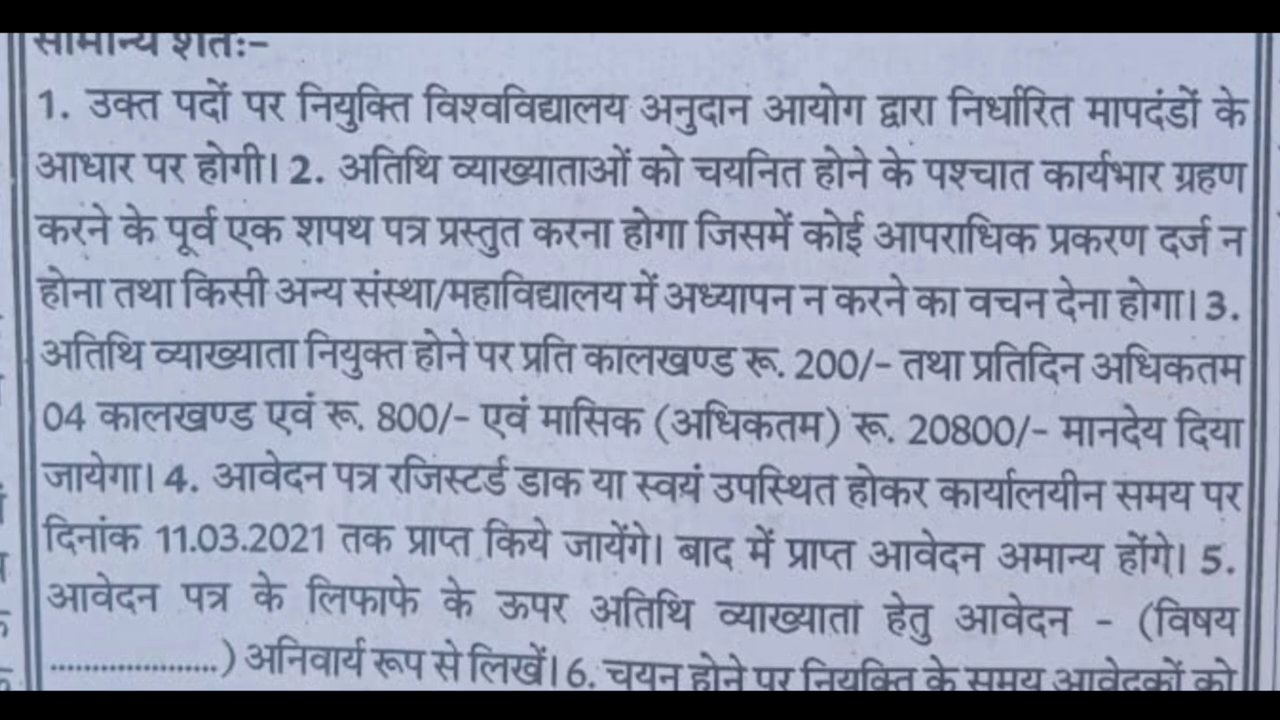 सामान्य शर्तः-
1. उक्त पदों पर नियुक्ति विश्वविद्यालय अनुदान आयोग द्वारा निर्धारित मापदंडों के
आधार पर होगी। 2. अतिथि व्याख्याताओं को चयनित होने के पश्चात कार्यभार ग्रहण
करने के पूर्व एक शपथ पत्र प्रस्तुत करना होगा जिसमें कोई आपराधिक प्रकरण दर्ज न
होना तथा किसी अन्य संस्था/महाविद्यालय में अध्यापन न करने का वचन देना होगा। 3.
अतिथि व्याख्याता नियुक्त होने पर प्रति कालखण्ड रू. 200/- तथा प्रतिदिन अधिकतम
04 कालखण्ड एवं रू. 800/- एवं मासिक (अधिकतम) रू. 20800/- मानदेय दिया
जायेगा। 4. आवेदन पत्र रजिस्टर्ड डाक या स्वयं उपस्थित होकर कार्यालयीन समय पर
दिनांक 11.03.2021 तक प्राप्त किये जायेंगे। बाद में प्राप्त आवेदन अमान्य होंगे। 5.
आवेदन पत्र के लिफाफे के ऊपर अतिथि व्याख्याता हेतु आवेदन - (विषय
....................) अनिवार्य रूप से लिखें। 6. चयन होने पर नियुक्ति के समय आवेदकों को